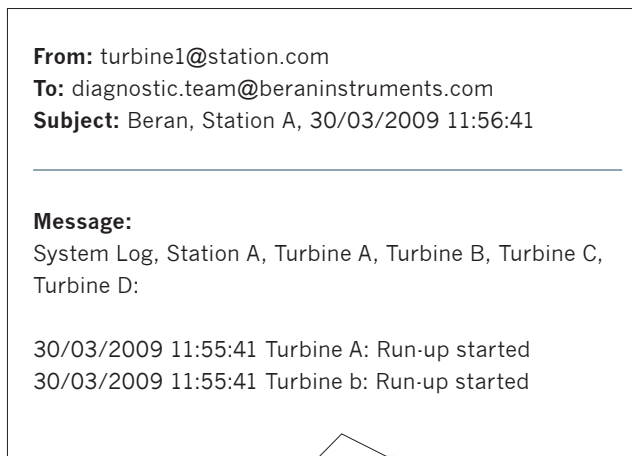 From: turbine1@station.com
To: diagnostic.team@beraninstruments.com
Subject: Beran, Station A, 30/03/2009 11:56:41
Message:
System Log, Station A, Turbine A, Turbine B, Turbine C,
Turbine D:
30/03/2009 11:55:41 Turbine A: Run-up started
30/03/2009 11:55:41 Turbine b: Run-up started